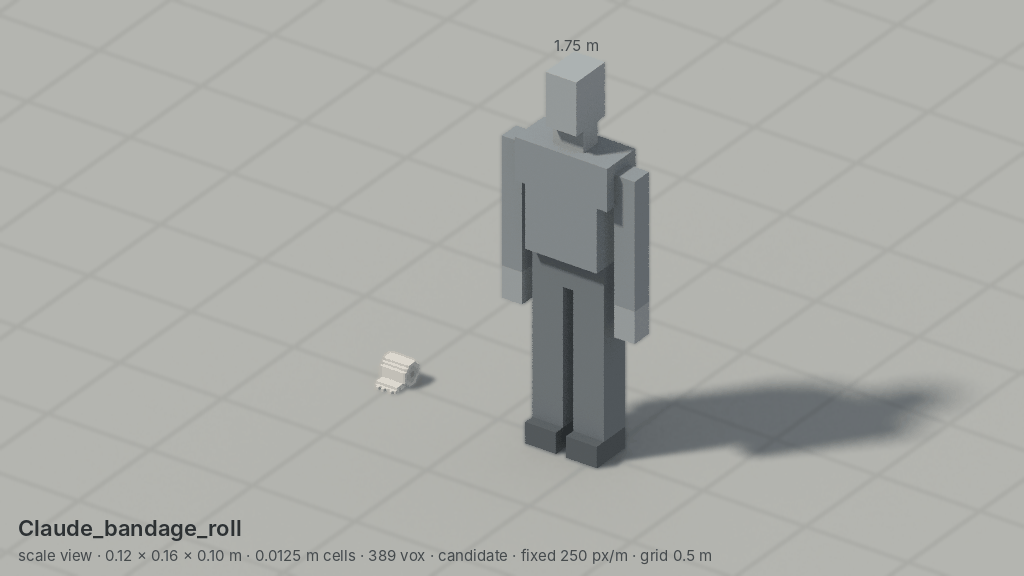 1.75 m
Claude_bandage_roll
scale view · 0.12 × 0.16 × 0.10 m · 0.0125 m cells · 389 vox · candidate · fixed 250 px/m · grid 0.5 m